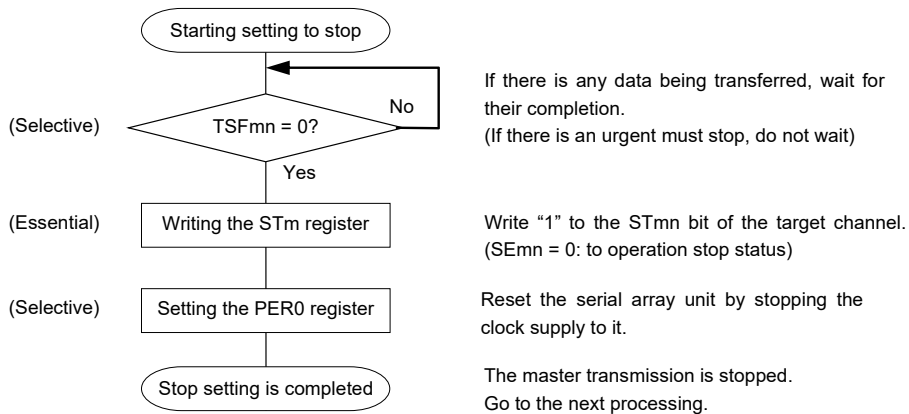 Starting setting to stop
(Selective)
TSFmn = 0?
No
If there is any data being transferred, wait for
their completion.
(If there is an urgent must stop, do not wait)
Yes
(Essential)
Writing the STm register
Write “1” to the STmn bit of the target channel.
(SEmn = 0: to operation stop status)
(Selective)
Setting the PER0 register
Reset the serial array unit by stopping the
clock supply to it.
Stop setting is completed
The master transmission is stopped.
Go to the next processing.